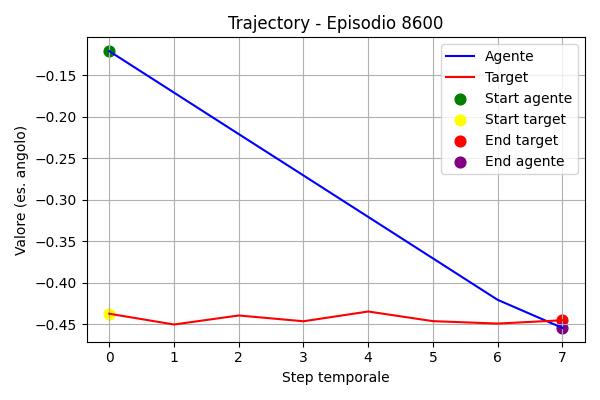 Trajectory - Episodio 8600
Agente
Target
Start agente
Start target
End target
End agente
Valore (es. angolo)
−0.15
−0.20
−0.25
−0.30
−0.35
−0.40
−0.45
0 1 2 3 4 5 6 7
Step temporale